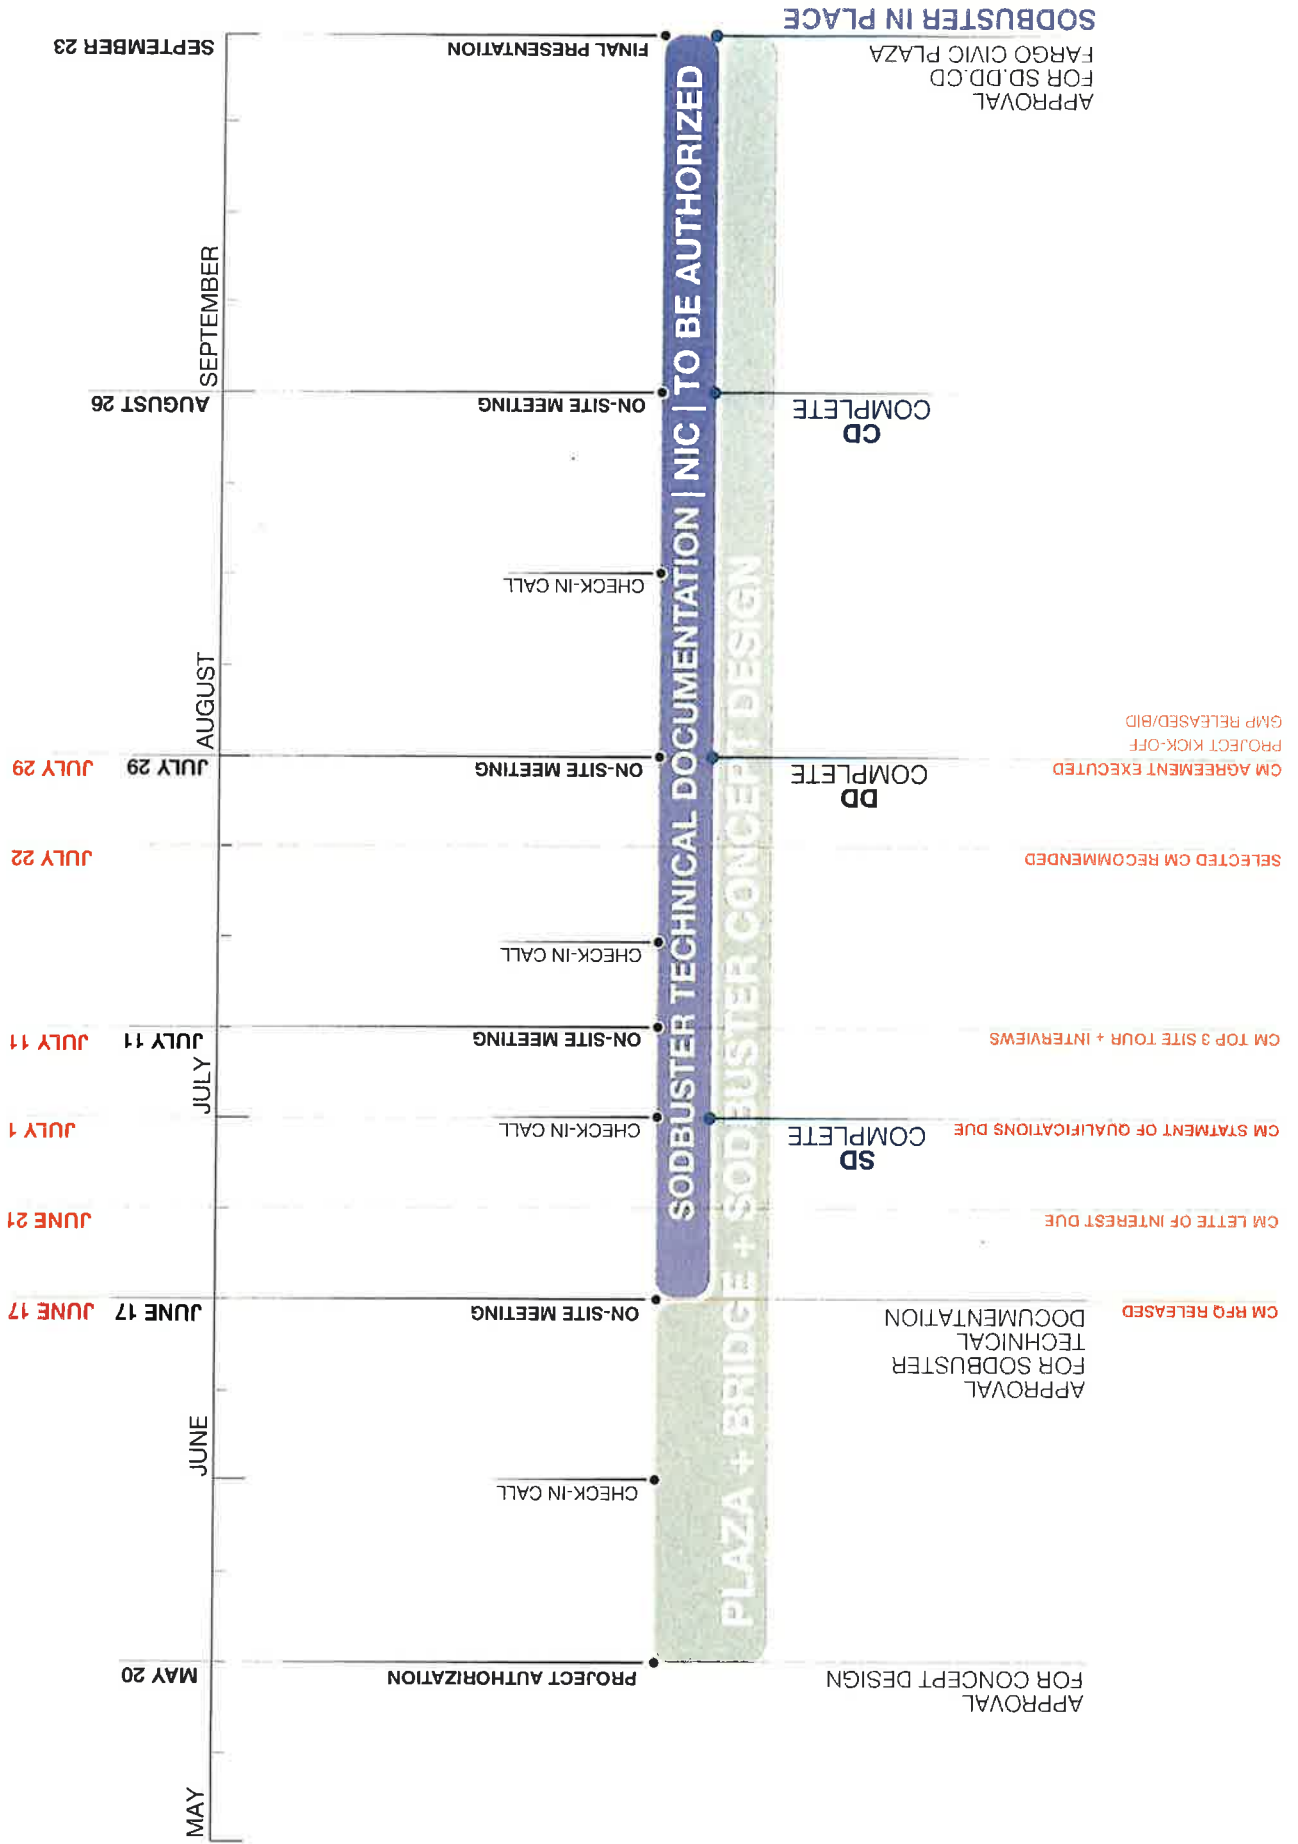 MAY
APPROVAL
FOR CONCEPT DESIGN
PROJECT AUTHORIZATION
MAY 20
CHECK-IN CALL
JUNE
APPROVAL
FOR SODBUSTER
TECHNICAL
DOCUMENTATION
CM RFQ RELEASED
ON-SITE MEETING
JUNE 17
JUNE 17
CM LETTE OF INTEREST DUE
JUNE 21
CM STATMENT OF QUALIFICATIONS DUE
SD
COMPLETE
CHECK-IN CALL
JULY 1
JULY
CM TOP 3 SITE TOUR + INTERVIEWS
ON-SITE MEETING
JULY 11
JULY 11
CHECK-IN CALL
SELECTED CM RECOMMENDED
JULY 22
CM AGREEMENT EXECUTED
PROJECT KICK-OFF
GMP RELEASED/BID
DD
COMPLETE
ON-SITE MEETING
JULY 29
JULY 29
AUGUST
CHECK-IN CALL
CD
COMPLETE
ON-SITE MEETING
AUGUST 26
SEPTEMBER
APPROVAL
FOR SD.DD.CD
FARGO CIVIC PLAZA
SODBUSTER IN PLACE
FINAL PRESENTATION
SEPTEMBER 23
PLAZA + BRIDGE + SODBUSTER CONCEPT DESIGN
SODBUSTER TECHNICAL DOCUMENTATION | NIC | TO BE AUTHORIZED